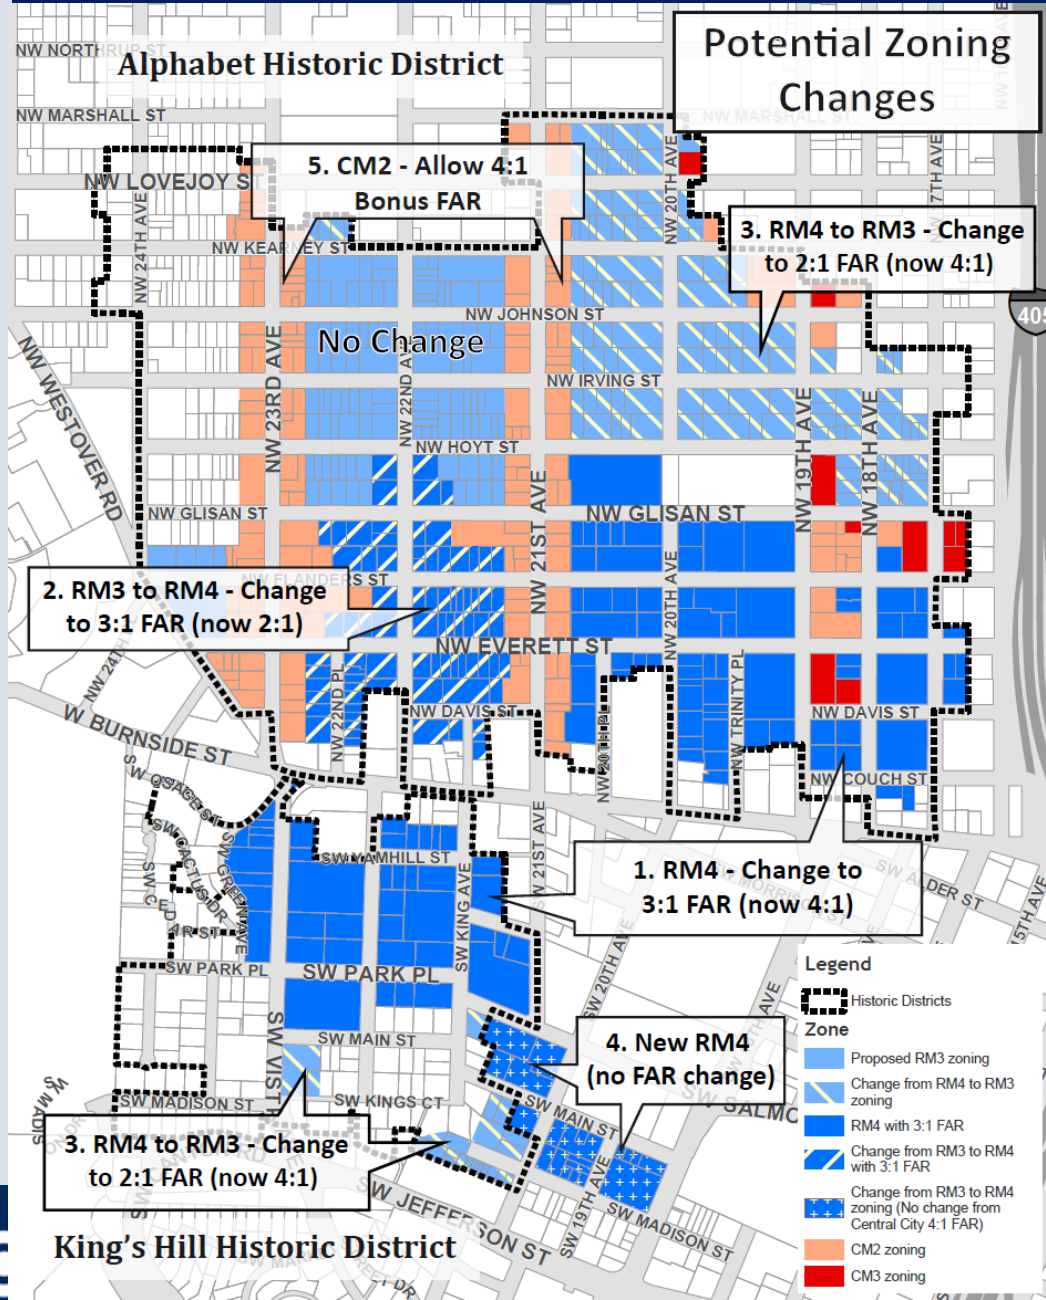 NW NORTHRUP ST
Alphabet Historic District
Potential Zoning
Changes
NW MARSHALL ST
NW MARSHALL ST
5. CM2 - Allow 4:1
Bonus FAR
NW LOVEJOY ST
NW 24TH AVE
NW 20TH AVE
3. RM4 to RM3 - Change
to 2:1 FAR (now 4:1)
NW KEARNEY ST
405
NW JOHNSON ST
No Change
NW WESTOVER RD
NW 23RD AVE
NW 22ND AVE
NW IRVING ST
NW 19TH AVE
NW 18TH AVE
NW HOYT ST
NW 21ST AVE
NW GLISAN ST
NW GLISAN ST
NW FLANDERS ST
NW 20TH AVE
2. RM3 to RM4 - Change
to 3:1 FAR (now 2:1)
NW EVERETT ST
NW 22ND PL
NW TRINITY PL
NW DAVIS ST
NW DAVIS ST
NW 20TH PL
W BURNSIDE ST
NW COUCH ST
SW OSAGE ST
SW CACTUS DR
SW YAMHILL ST
SW KING AVE
SW 21ST AVE
1. RM4 - Change to
3:1 FAR (now 4:1)
SW MORRISON ST
SW ALDER ST
SW PARK PL
SW PARK PL
SW 20TH AVE
Legend
Historic Districts
Zone
Proposed RM3 zoning
Change from RM4 to RM3
zoning
RM4 with 3:1 FAR
Change from RM3 to RM4
with 3:1 FAR
Change from RM3 to RM4
zoning (No change from
Central City 4:1 FAR)
CM2 zoning
CM3 zoning
SW MAIN ST
4. New RM4
(no FAR change)
SW MADISON ST
SW KINGS CT
SW MAIN ST
3. RM4 to RM3 - Change
to 2:1 FAR (now 4:1)
SW 19TH AVE
SW MADISON ST
SW JEFFERSON ST
King's Hill Historic District